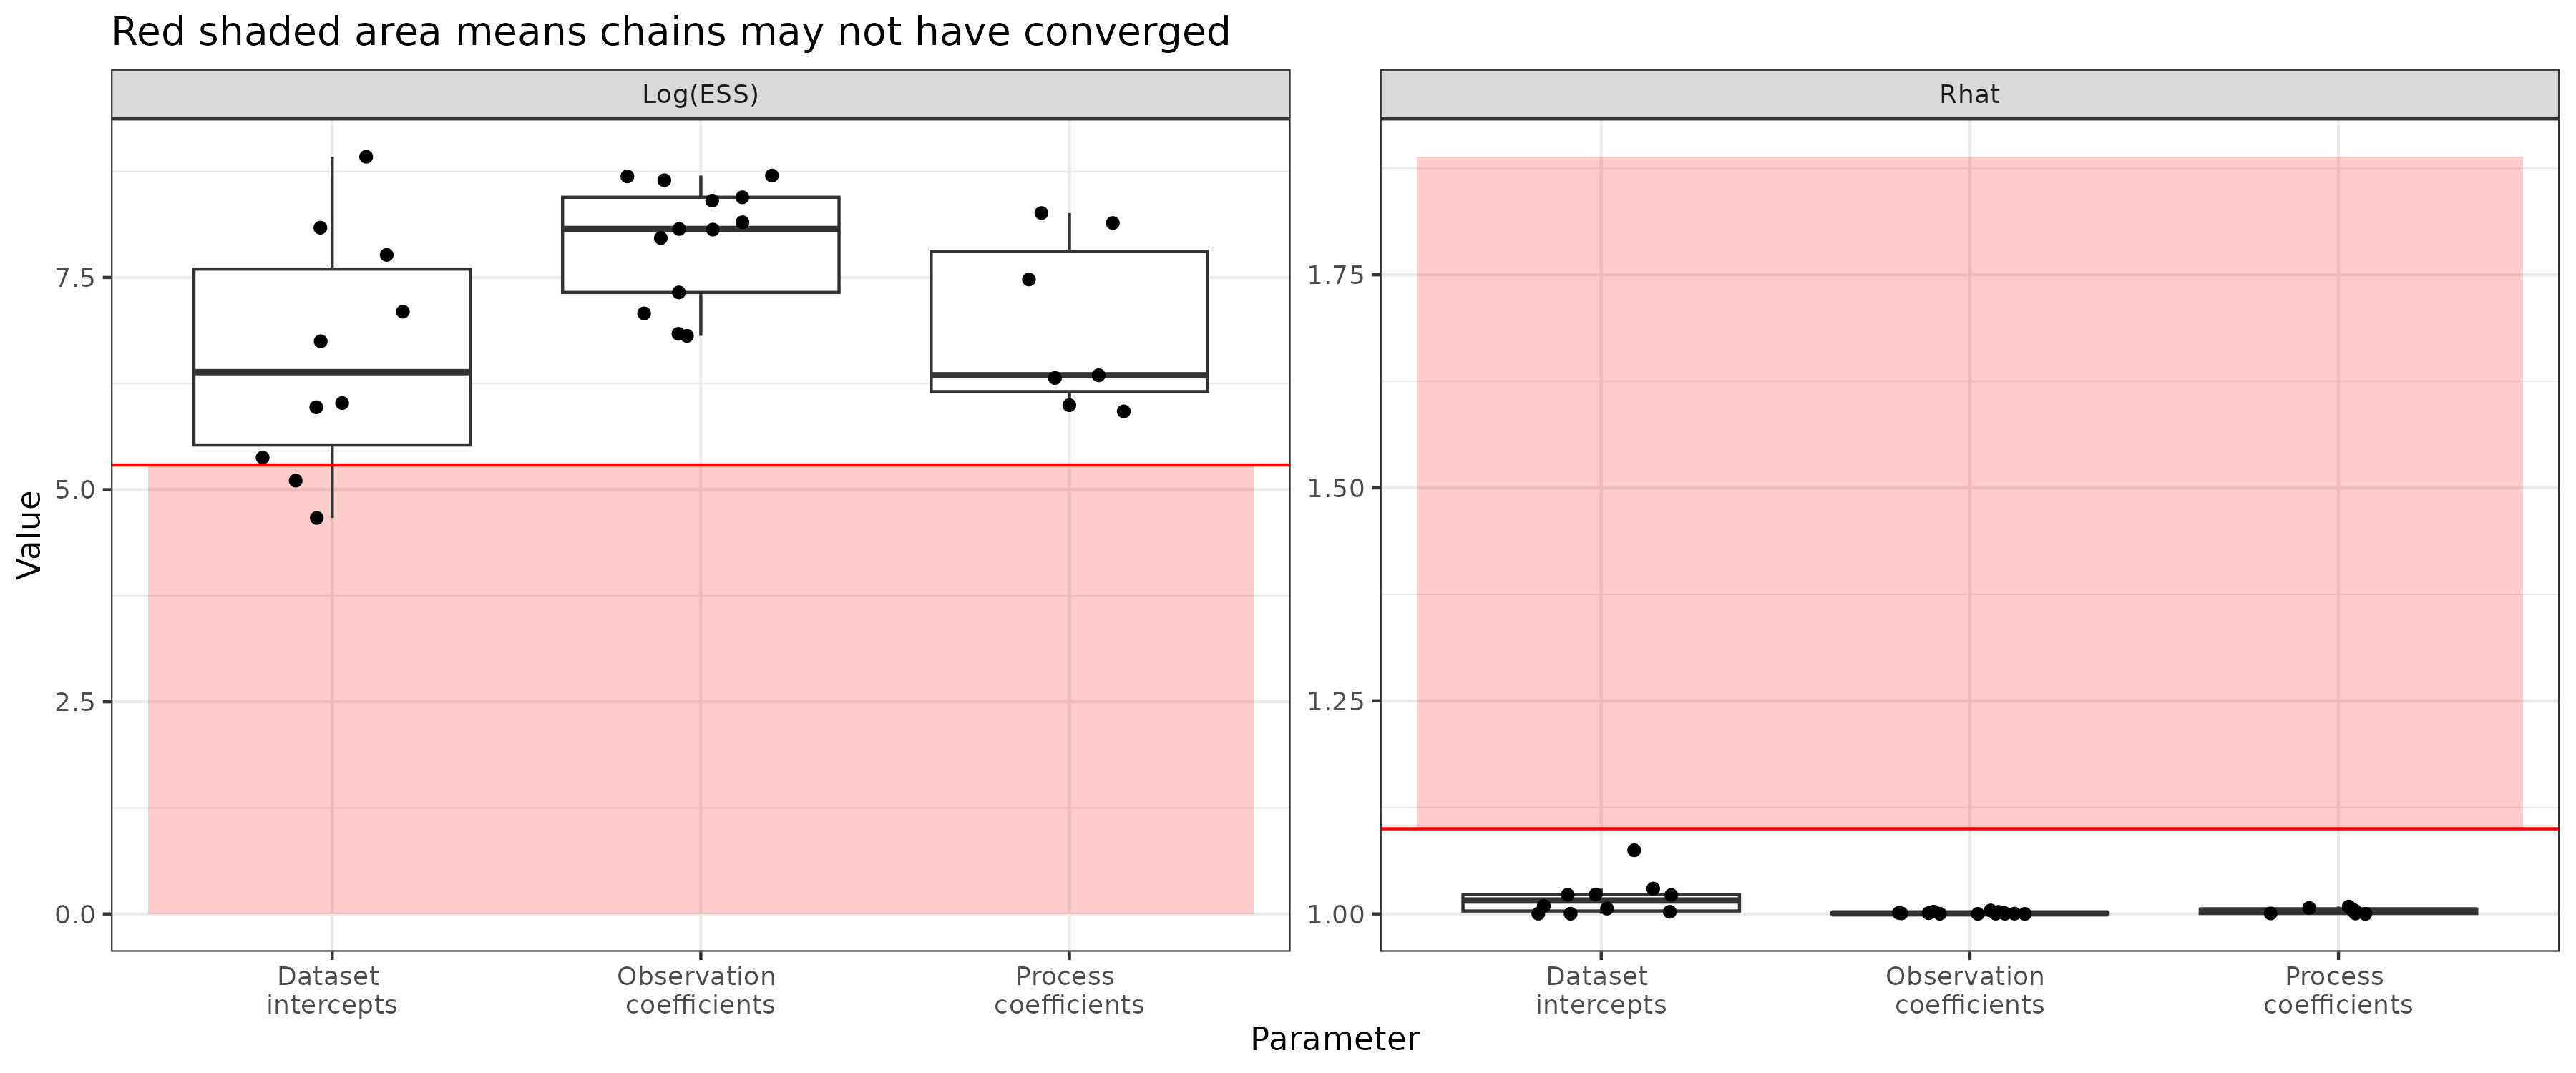 Red shaded area means chains may not have converged
Log(ESS)
Rhat
Value
7.5
5.0
2.5
0.0
1.75
1.50
1.25
1.00
Dataset
intercepts
Observation
coefficients
Process
coefficients
Dataset
intercepts
Observation
coefficients
Process
coefficients
Parameter